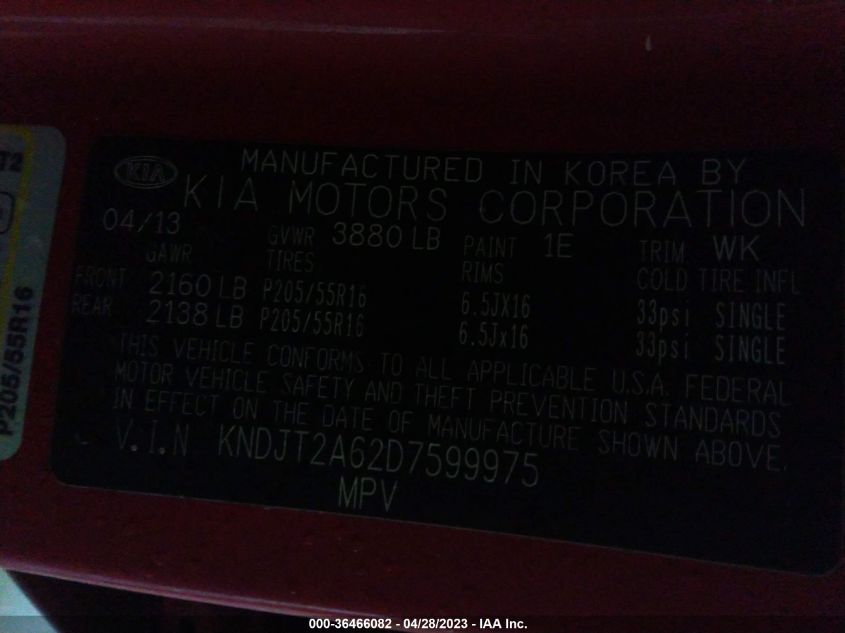 KIA
MANUFACTURED IN KOREA BY
KIA MOTORS CORPORATION
04/13 GVWR 3880 LB PAINT 1E TRIM WK
GAWR TIRES RIMS COLD TIRE INFL
FRONT 2160 LB P205/55R16 6.5JX16 33psi SINGLE
REAR 2138 LB P205/55R16 6.5Jx16 33psi SINGLE
THIS VEHICLE CONFORMS TO ALL APPLICABLE U.S.A. FEDERAL
MOTOR VEHICLE SAFETY AND THEFT PREVENTION STANDARDS
IN EFFECT ON THE DATE OF MANUFACTURE SHOWN ABOVE.
V.I.N KNDJT2A62D7599975
MPV
P205/55R16
000-36466082 - 04/28/2023 - IAA Inc.